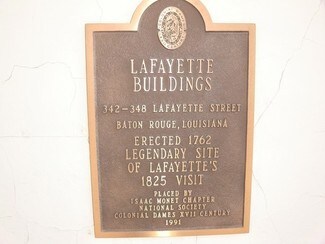 LAFAYETTE
BUILDINGS
342-348 LAFAYETTE STREET
BATON ROUGE, LOUISIANA
ERECTED 1762
LEGENDARY SITE
OF LAFAYETTE'S
1825 VISIT
PLACED BY
ISAAC MONET CHAPTER
NATIONAL SOCIETY
COLONIAL DAMES XVII CENTURY
1991